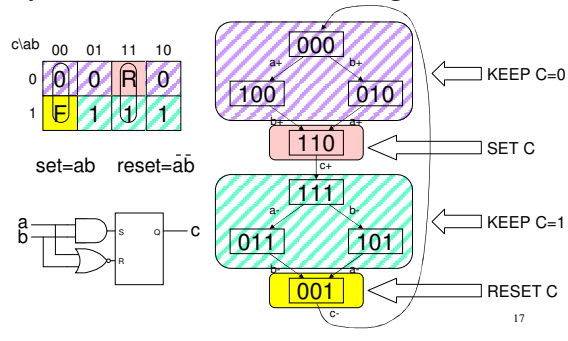 c\ab 00 01 11 10
0 0 0 R 0
1 F 1 1 1
set=ab reset=a̅b̅
a
b
S Q c
R
000
a+ b+
100 010
b+ a+
110
c+
111
a- b-
011 101
b- a-
001
c-
KEEP C=0
SET C
KEEP C=1
RESET C
17